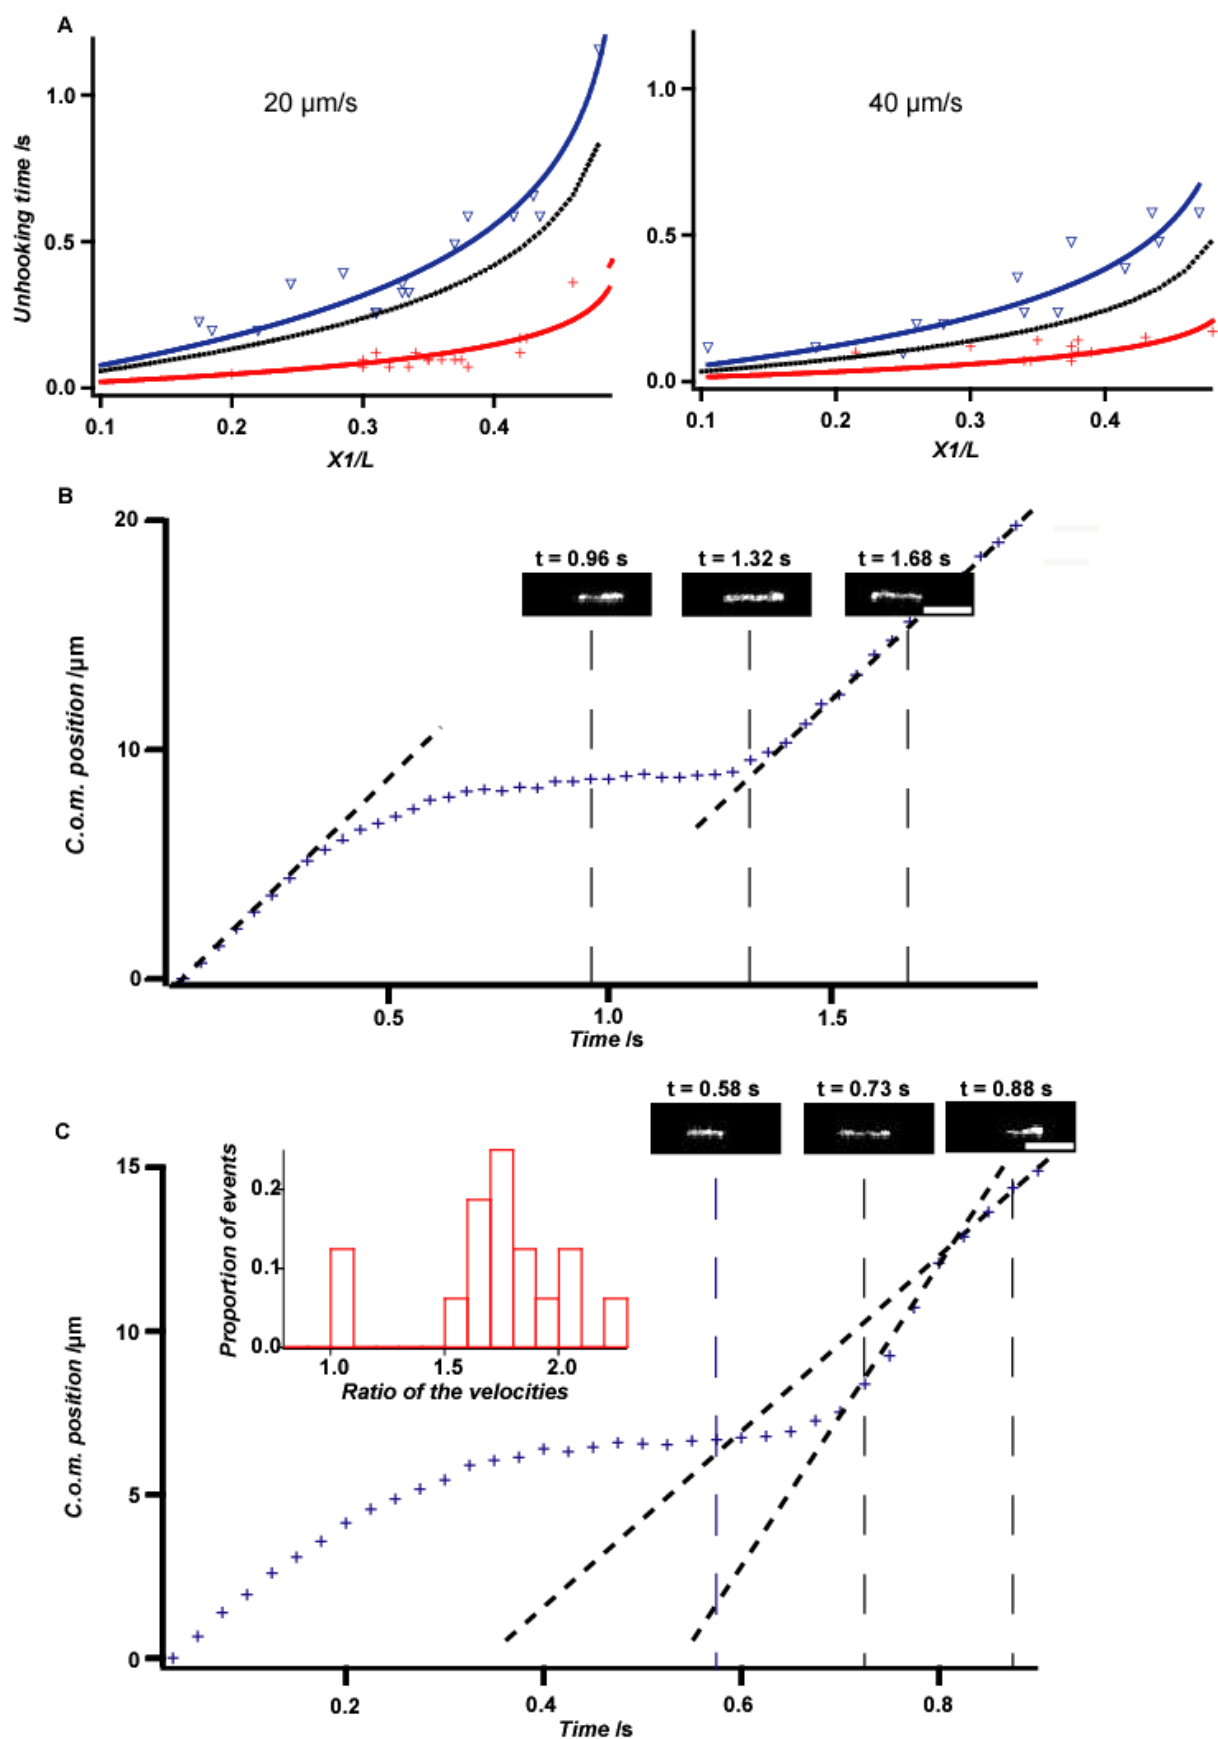 A
20 µm/s
40 µm/s
Unhooking time /s
1.0
0.5
0.0
1.0
0.5
0.0
0.1 0.2 0.3 0.4
0.1 0.2 0.3 0.4
X1/L
X1/L
B
20
10
0
C.o.m. position /µm
t = 0.96 s t = 1.32 s t = 1.68 s
0.5 1.0 1.5
Time /s
C
t = 0.58 s t = 0.73 s t = 0.88 s
15
10
5
0
C.o.m. position /µm
Proportion of events
0.2
0.1
0.0
1.0 1.5 2.0
Ratio of the velocities
0.2 0.4 0.6 0.8
Time /s